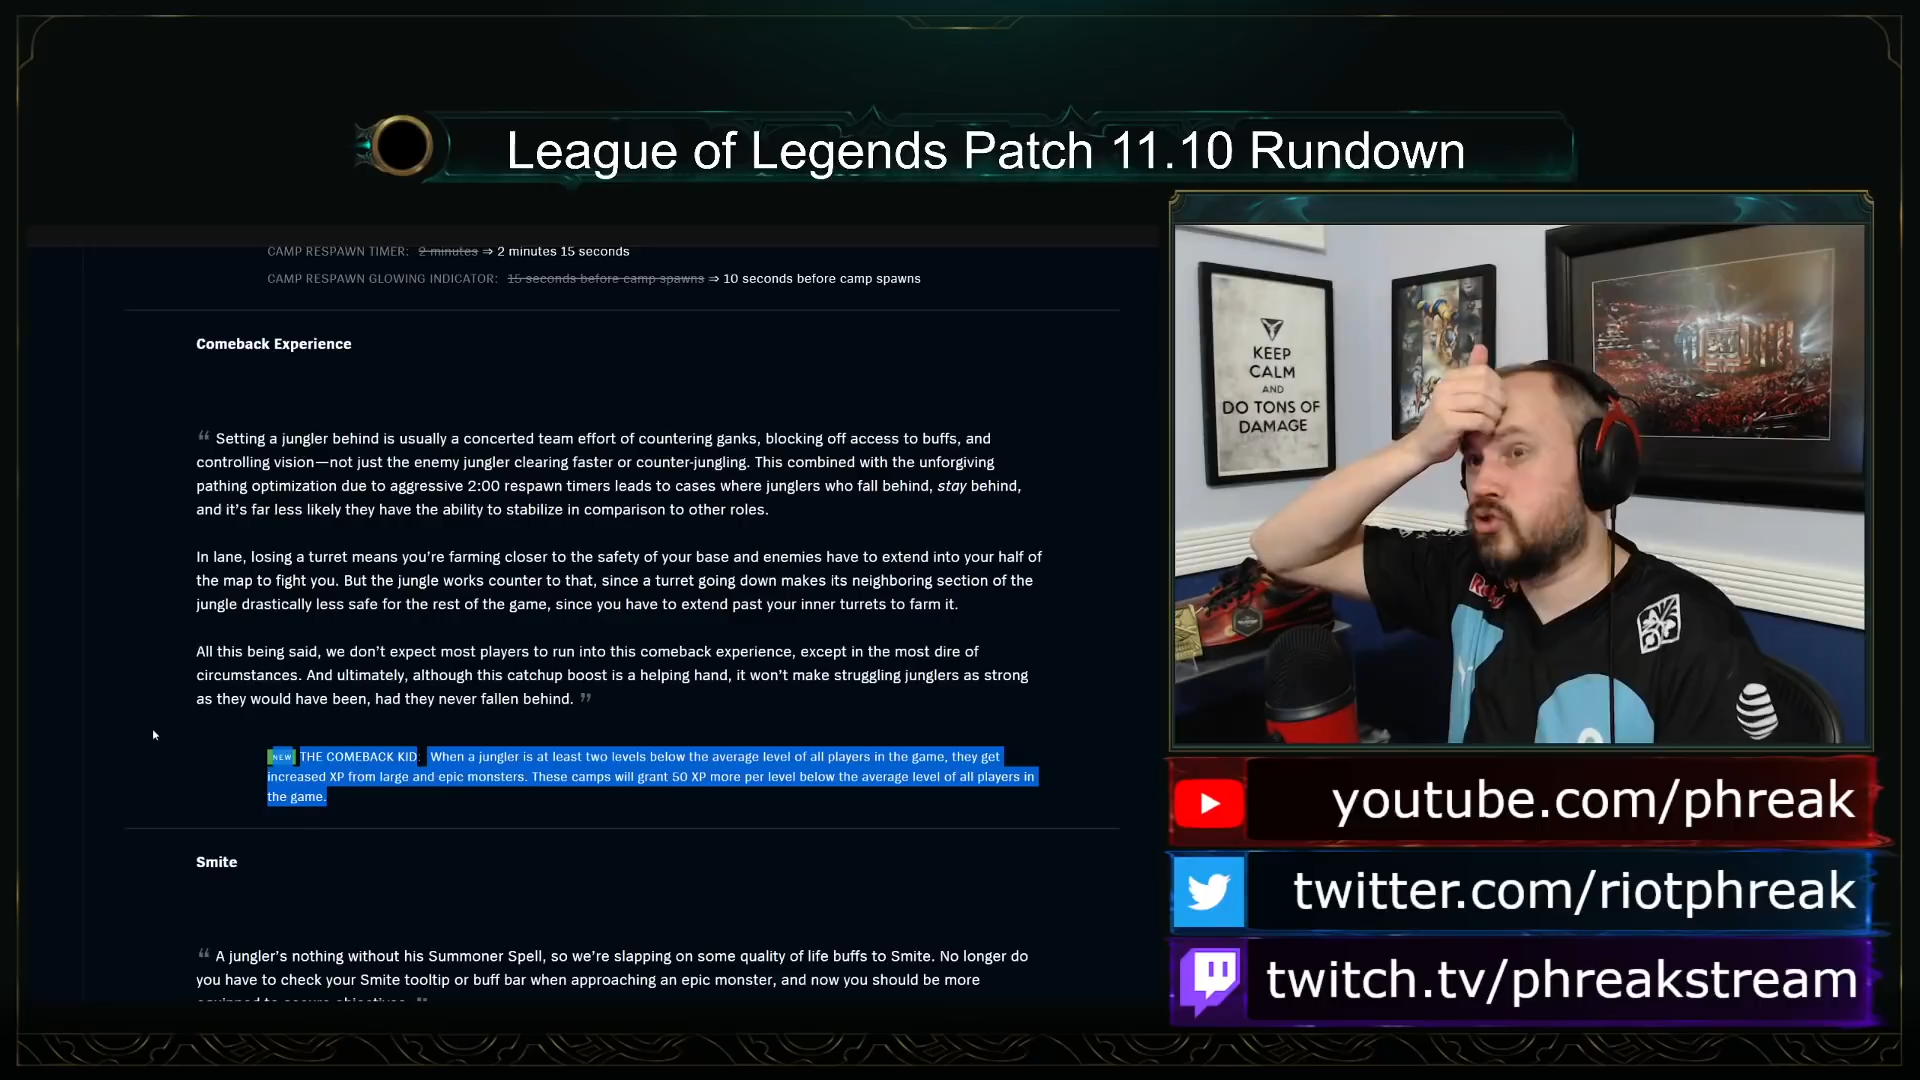 League of Legends Patch 11.10 Rundown
CAMP RESPAWN TIMER: 2 minutes ⇒ 2 minutes 15 seconds
CAMP RESPAWN GLOWING INDICATOR: 15 seconds before camp spawns ⇒ 10 seconds before camp spawns
Comeback Experience
“ Setting a jungler behind is usually a concerted team effort of countering ganks, blocking off access to buffs, and
controlling vision—not just the enemy jungler clearing faster or counter-jungling. This combined with the unforgiving
pathing optimization due to aggressive 2:00 respawn timers leads to cases where junglers who fall behind, stay behind,
and it’s far less likely they have the ability to stabilize in comparison to other roles.
In lane, losing a turret means you’re farming closer to the safety of your base and enemies have to extend into your half of
the map to fight you. But the jungle works counter to that, since a turret going down makes its neighboring section of the
jungle drastically less safe for the rest of the game, since you have to extend past your inner turrets to farm it.
All this being said, we don’t expect most players to run into this comeback experience, except in the most dire of
circumstances. And ultimately, although this catchup boost is a helping hand, it won’t make struggling junglers as strong
as they would have been, had they never fallen behind. ”
NEW THE COMEBACK KID: When a jungler is at least two levels below the average level of all players in the game, they get
increased XP from large and epic monsters. These camps will grant 50 XP more per level below the average level of all players in
the game.
Smite
“ A jungler’s nothing without his Summoner Spell, so we’re slapping on some quality of life buffs to Smite. No longer do
you have to check your Smite tooltip or buff bar when approaching an epic monster, and now you should be more
KEEP
CALM
AND
DO TONS OF
DAMAGE
AT&T
youtube.com/phreak
twitter.com/riotphreak
twitch.tv/phreakstream